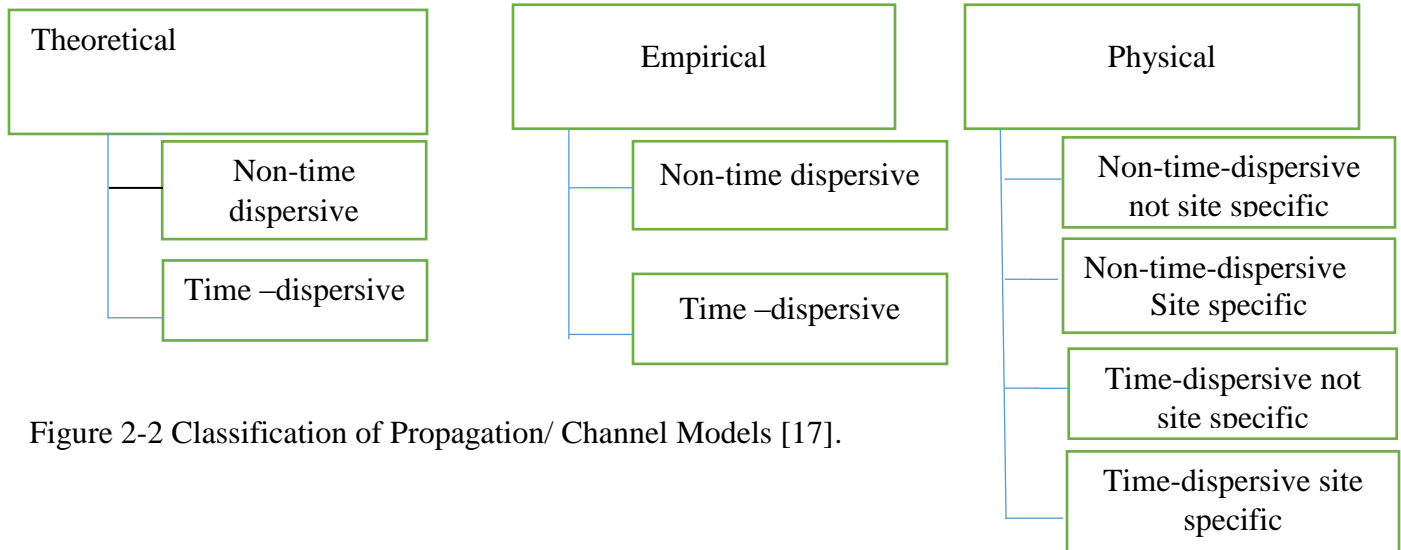 Theoretical
Non-time
dispersive
Time –dispersive
Empirical
Non-time dispersive
Time –dispersive
Physical
Non-time-dispersive
not site specific
Non-time-dispersive
Site specific
Time-dispersive not
site specific
Time-dispersive site
specific
Figure 2-2 Classification of Propagation/ Channel Models [17].